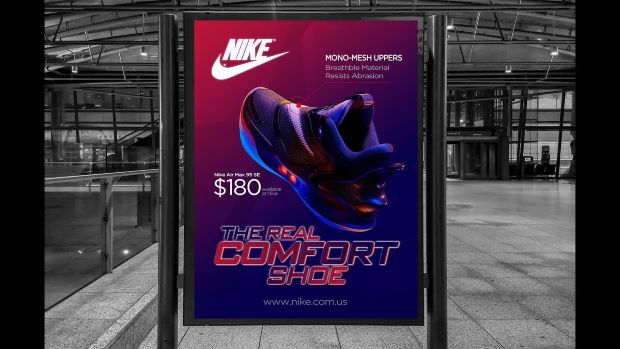 NIKE
MONO-MESH UPPERS
Breathble Material
Resists Abrasion
Nike Air Max 95 SE
$180
available
at Nike
THE REAL
COMFORT
SHOE
www.nike.com.us